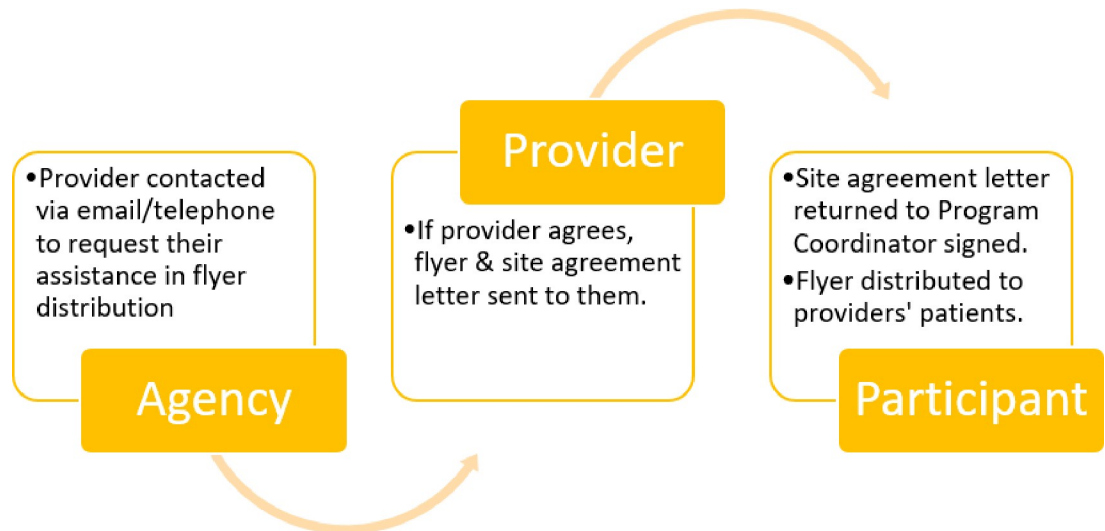 •Provider contacted
via email/telephone
to request their
assistance in flyer
distribution
Agency
Provider
•If provider agrees,
flyer & site agreement
letter sent to them.
•Site agreement letter
returned to Program
Coordinator signed.
•Flyer distributed to
providers' patients.
Participant